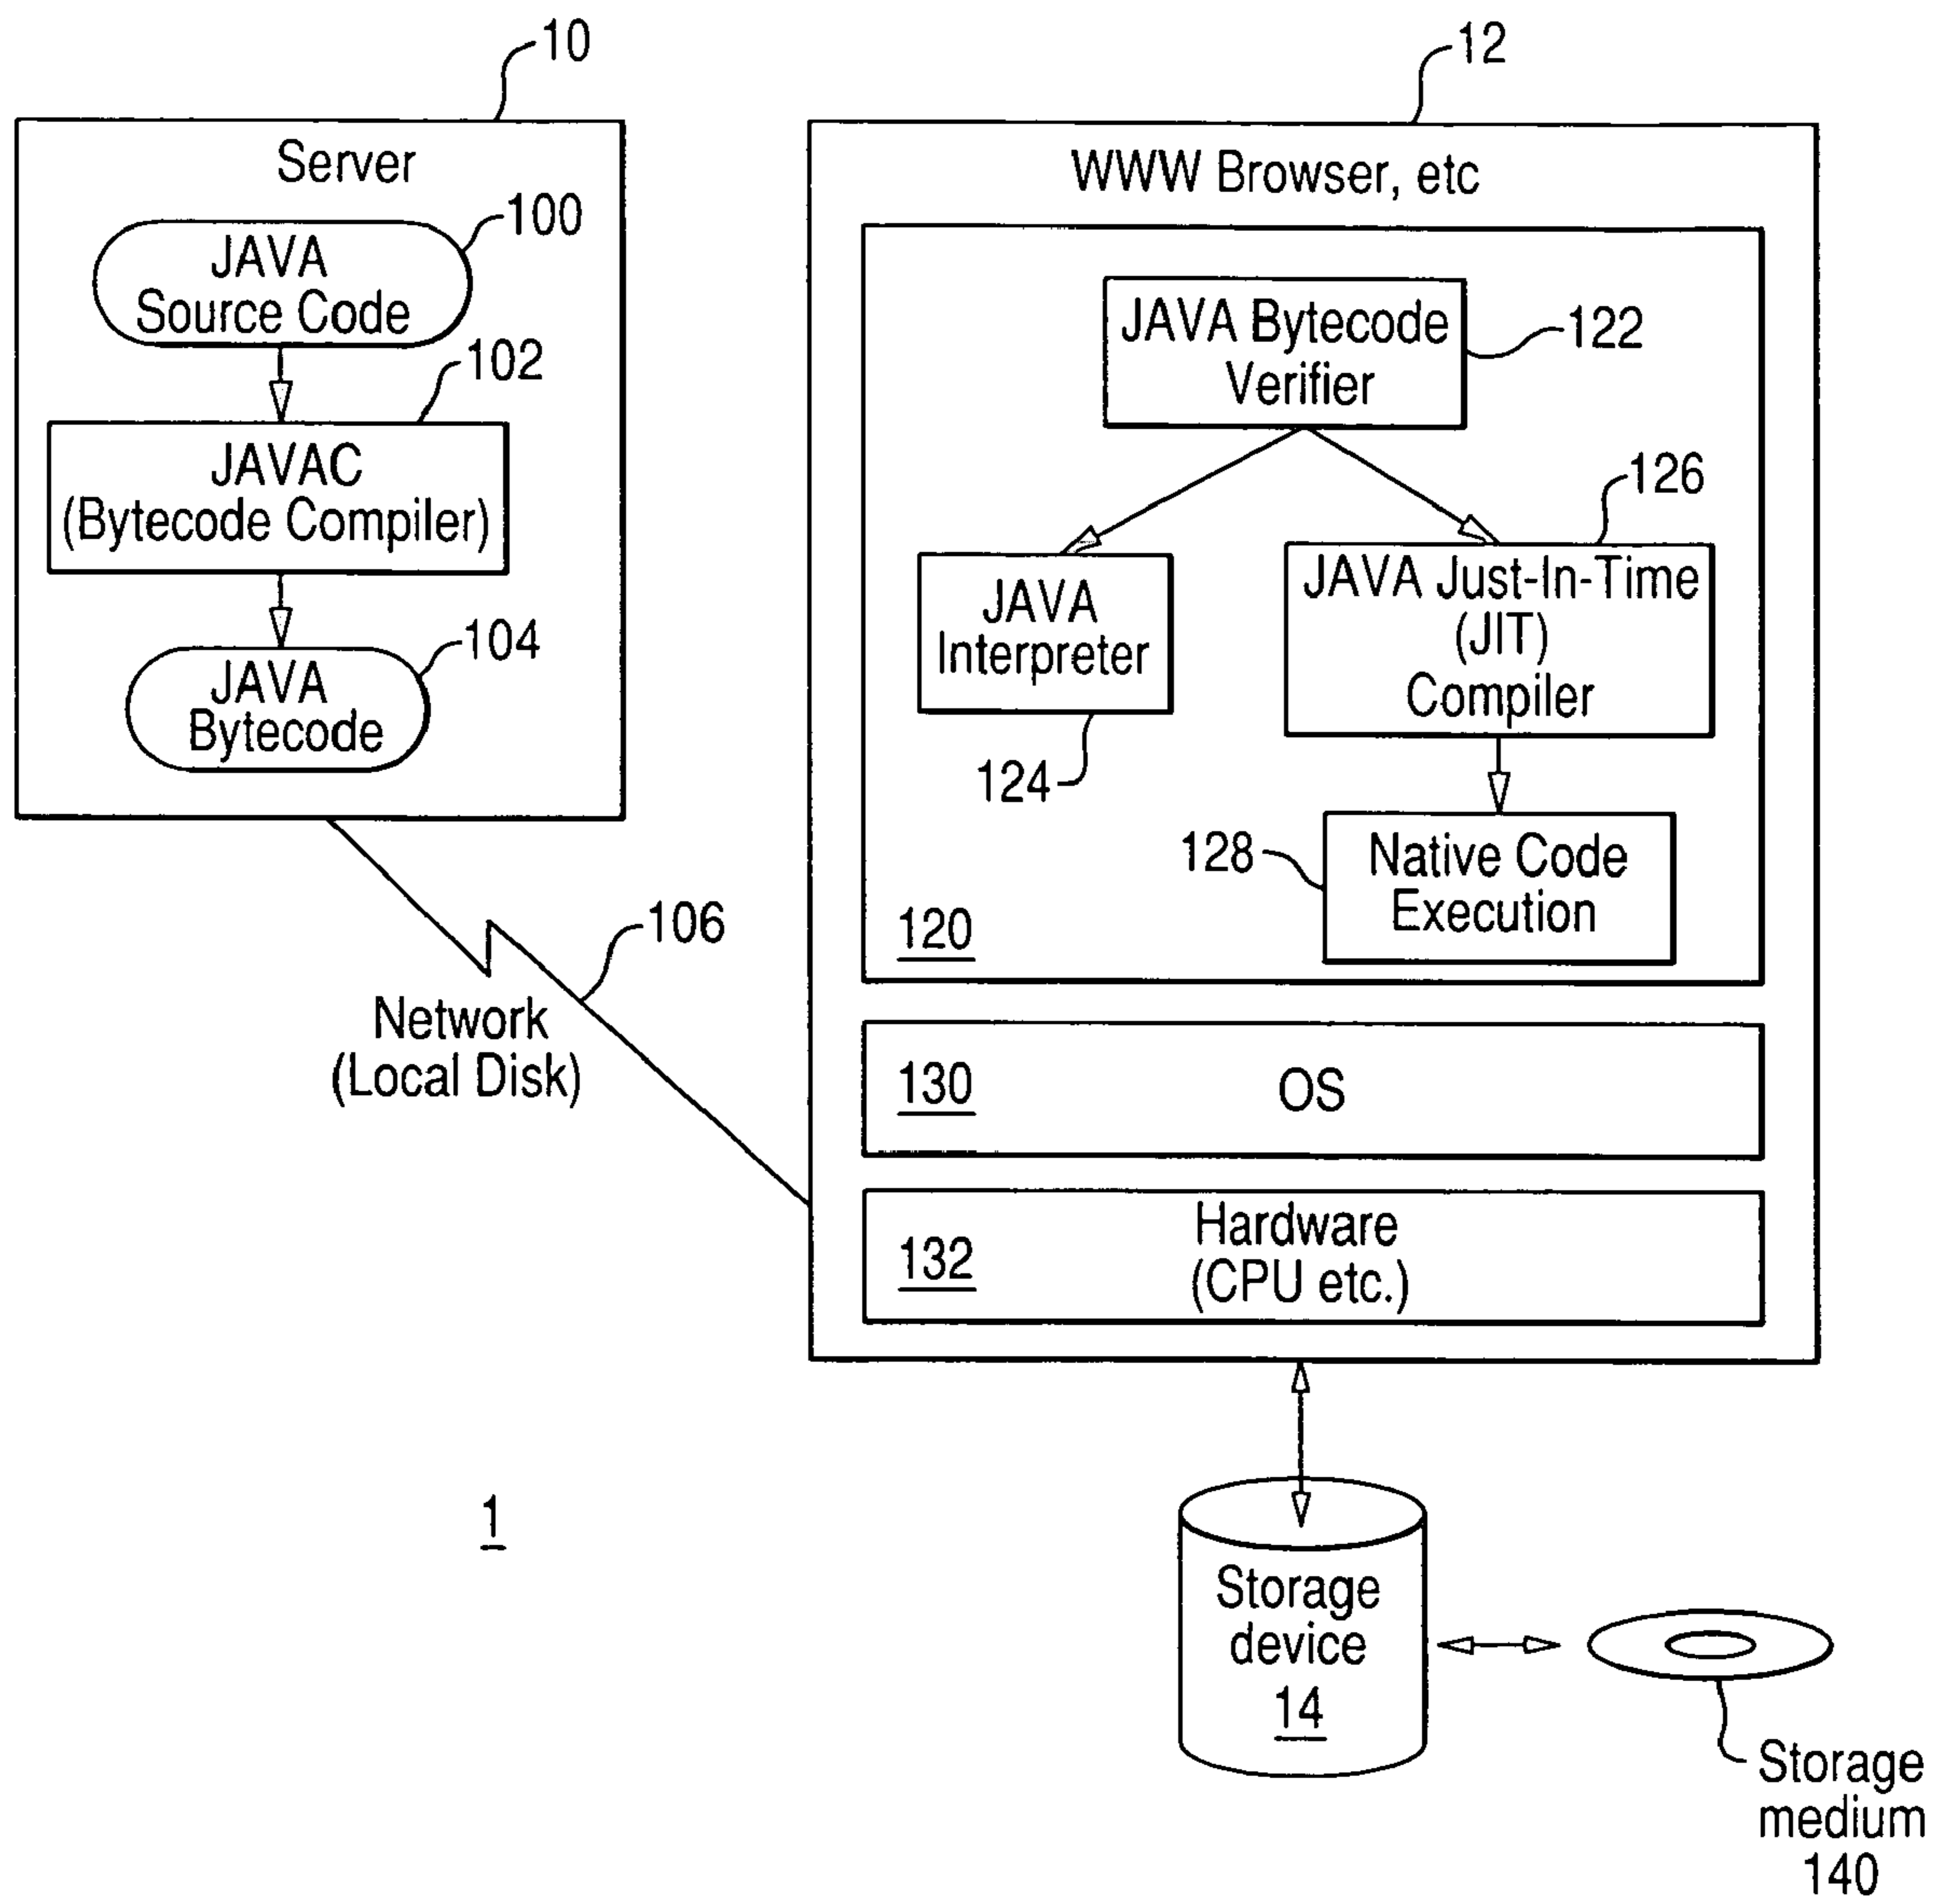 10
Server
100
JAVA
Source Code
102
JAVAC
(Bytecode Compiler)
104
JAVA
Bytecode
106
Network
(Local Disk)
12
WWW Browser, etc
JAVA Bytecode
Verifier
122
126
JAVA
Interpreter
124
JAVA Just-In-Time
(JIT)
Compiler
128
Native Code
Execution
120
130
OS
132
Hardware
(CPU etc.)
1
Storage
device
14
Storage
medium
140